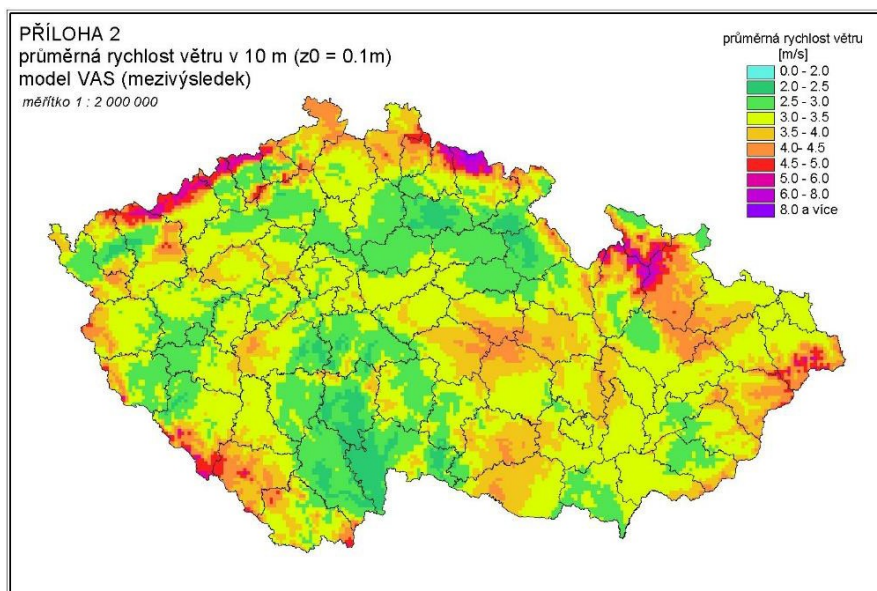 PŘÍLOHA 2
průměrná rychlost větru v 10 m (z0 = 0.1m)
model VAS (mezivýsledek)
měřítko 1 : 2 000 000
průměrná rychlost větru
[m/s]
0.0 - 2.0
2.0 - 2.5
2.5 - 3.0
3.0 - 3.5
3.5 - 4.0
4.0- 4.5
4.5 - 5.0
5.0 - 6.0
6.0 - 8.0
8.0 a více